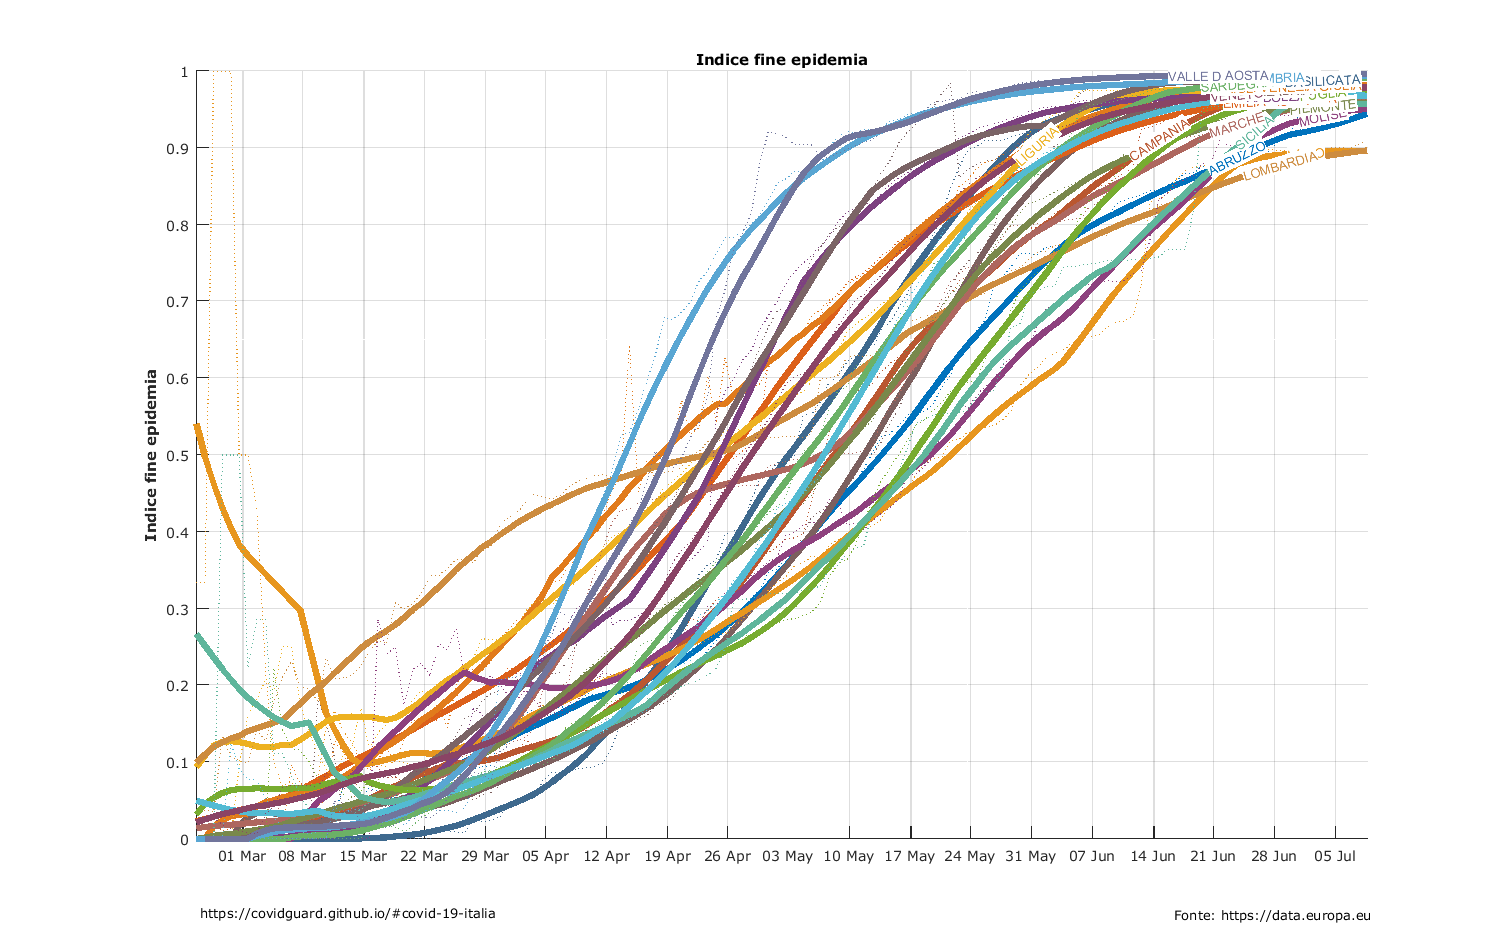 Indice fine epidemia
Indice fine epidemia
1
0.9
0.8
0.7
0.6
0.5
0.4
0.3
0.2
0.1
0
VALLE D AOSTA
BASILICATA
SARDEG
PIEMONTE
MOLISE
MARCHE
SICILIA
CAMPANIA
LIGURIA
ABRUZZO
LOMBARDIA
01 Mar 08 Mar 15 Mar 22 Mar 29 Mar 05 Apr 12 Apr 19 Apr 26 Apr 03 May 10 May 17 May 24 May 31 May 07 Jun 14 Jun 21 Jun 28 Jun 05 Jul
https://covidguard.github.io/#covid-19-italia
Fonte: https://data.europa.eu